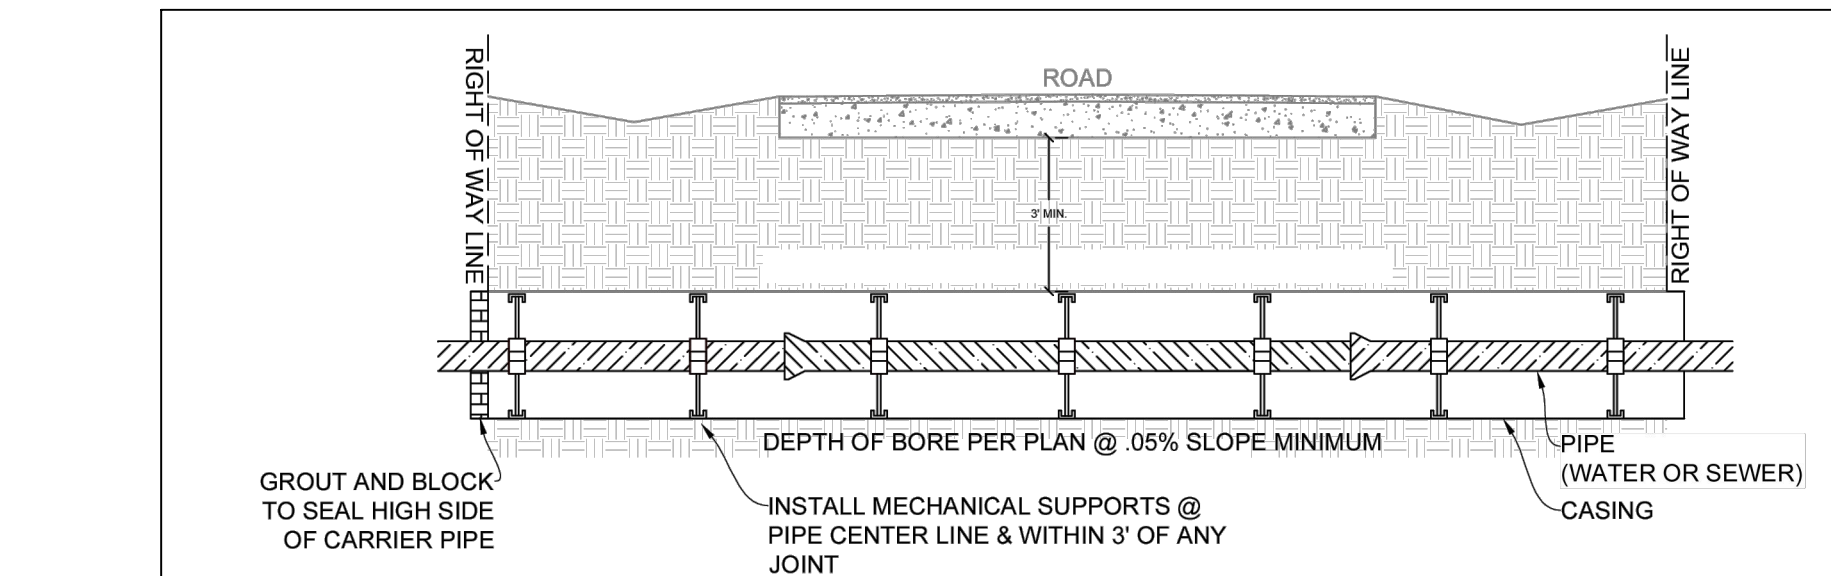 ROAD
RIGHT OF WAY LINE
RIGHT OF WAY LINE
3' MIN.
DEPTH OF BORE PER PLAN @ .05% SLOPE MINIMUM
PIPE
(WATER OR SEWER)
CASING
GROUT AND BLOCK
TO SEAL HIGH SIDE
OF CARRIER PIPE
INSTALL MECHANICAL SUPPORTS @
PIPE CENTER LINE & WITHIN 3' OF ANY
JOINT